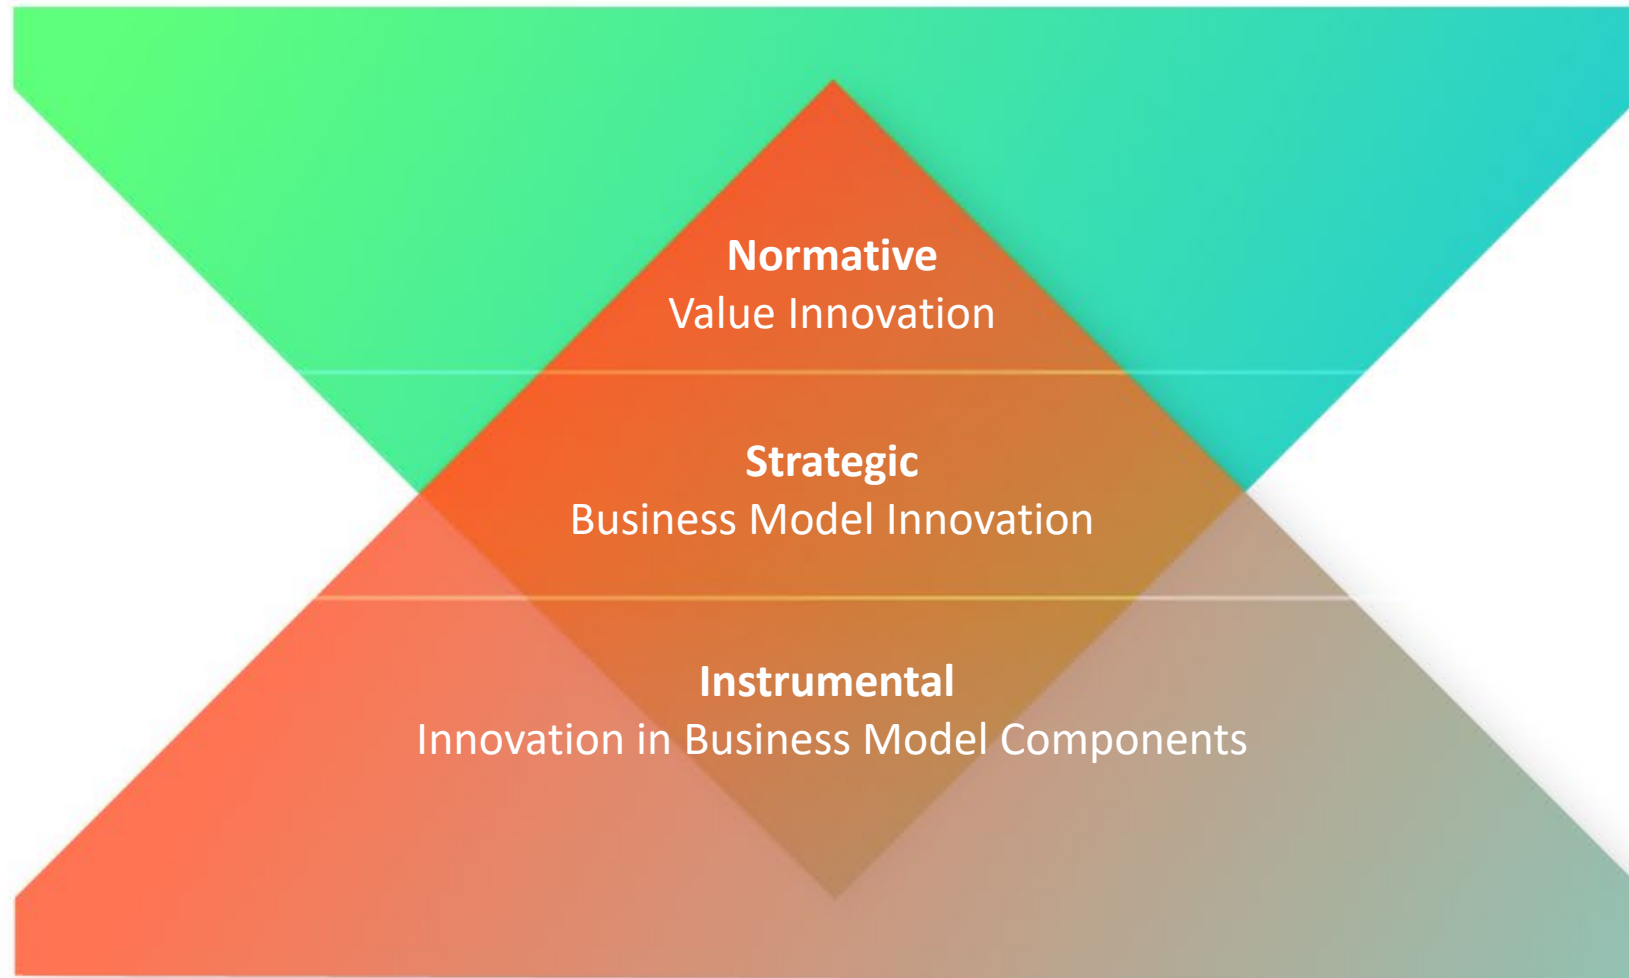 Normative
Value Innovation
Strategic
Business Model Innovation
Instrumental
Innovation in Business Model Components